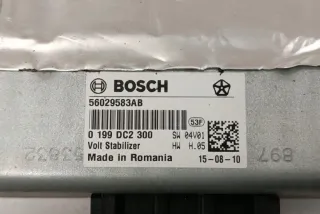 BOSCH
56029583AB
53F
0 199 DC2 300 SW 04V01
Volt Stabilizer HW H.05
Made in Romania 15-08-10